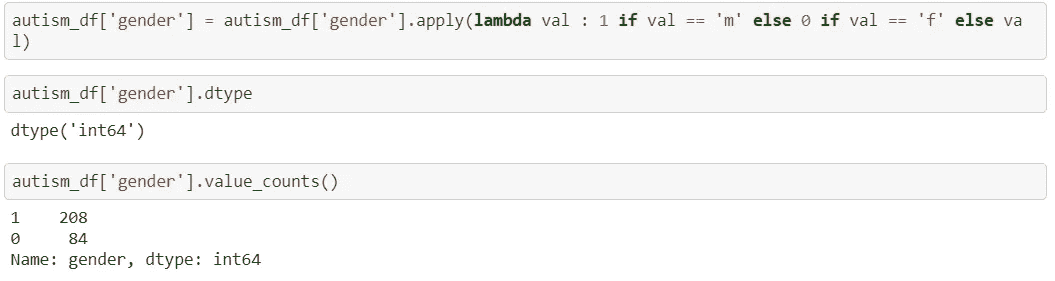 autism_df['gender'] = autism_df['gender'].apply(lambda val : 1 if val == 'm' else 0 if val == 'f' else va
l)
autism_df['gender'].dtype
dtype('int64')
autism_df['gender'].value_counts()
1    208
0     84
Name: gender, dtype: int64